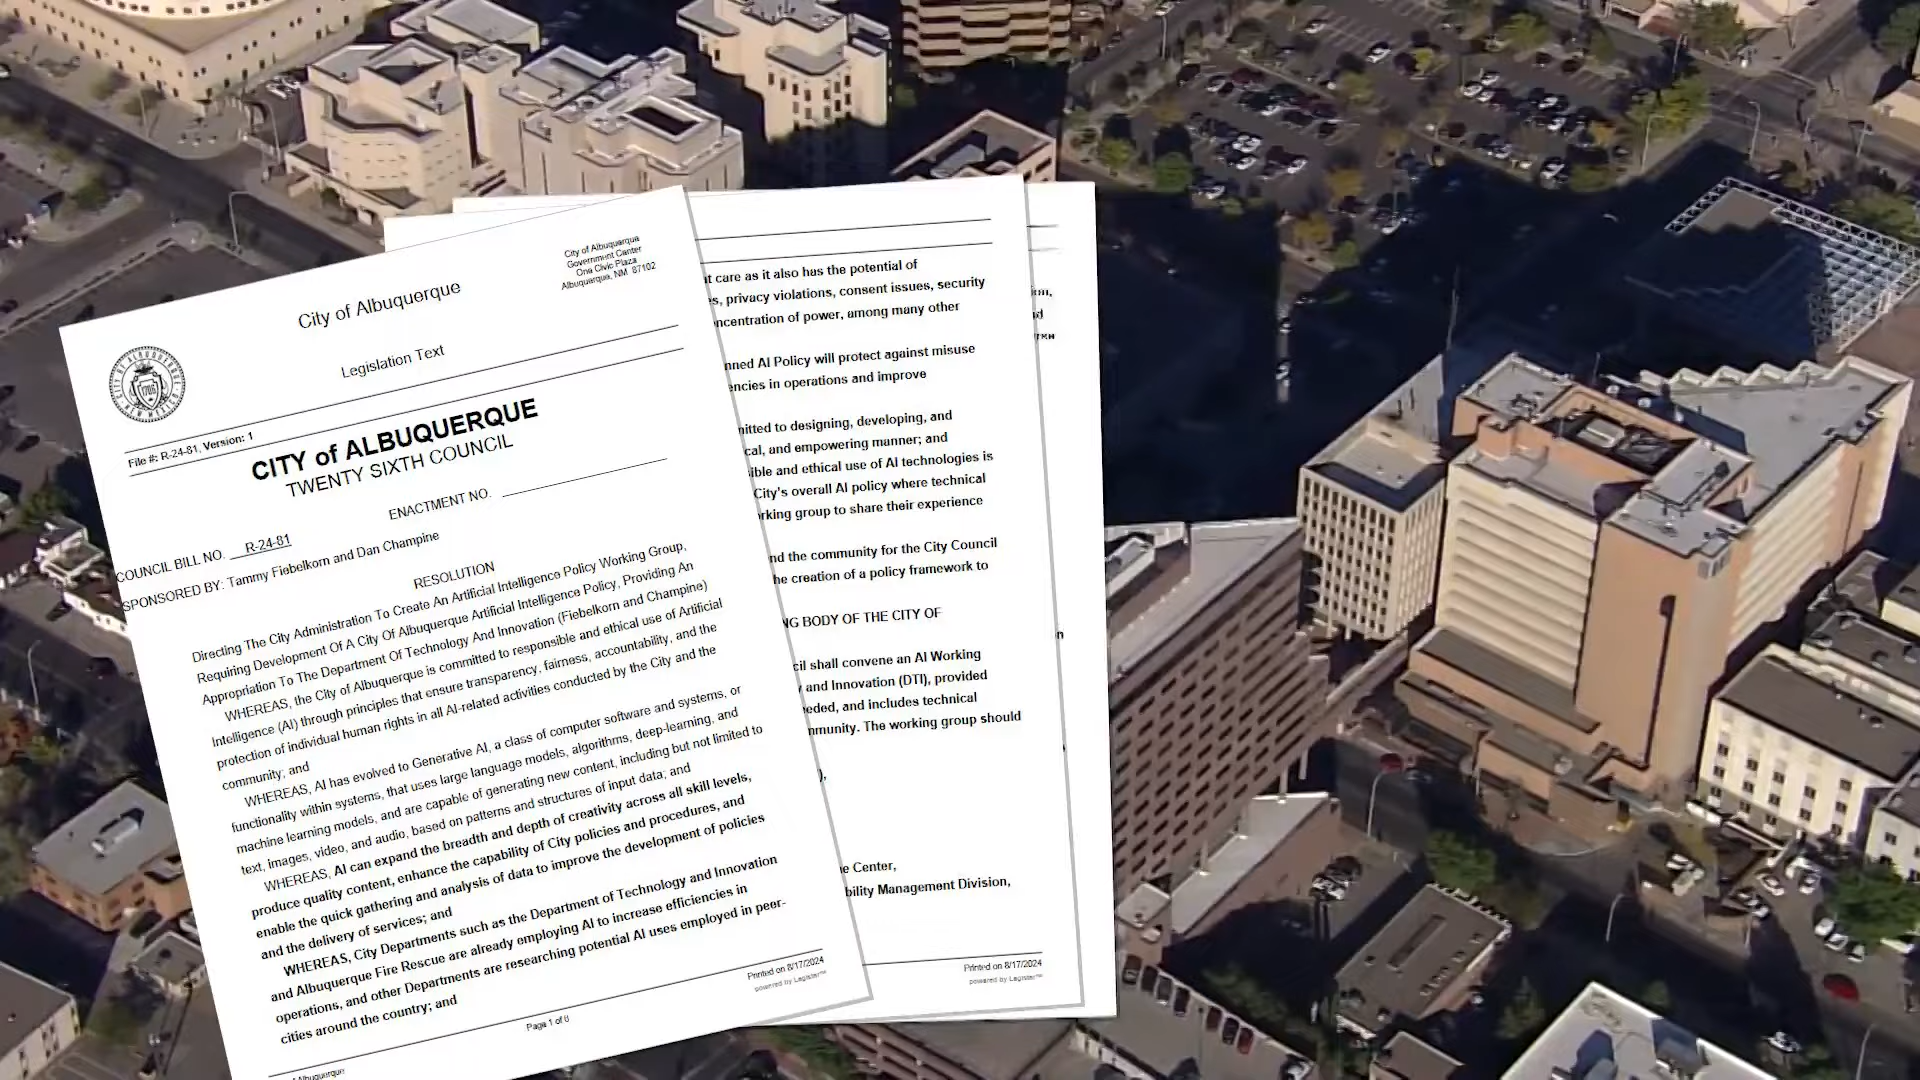 City of Albuquerque
Government Center
One Civic Plaza
Albuquerque, NM 87102
City of Albuquerque
Legislation Text
File #: R-24-81, Version: 1
CITY of ALBUQUERQUE
TWENTY SIXTH COUNCIL
ENACTMENT NO.
COUNCIL BILL NO. R-24-81
SPONSORED BY: Tammy Fiebelkorn and Dan Champine
RESOLUTION
Directing The City Administration To Create An Artificial Intelligence Policy Working Group,
Requiring Development Of A City Of Albuquerque Artificial Intelligence Policy, Providing An
Appropriation To The Department Of Technology And Innovation (Fiebelkorn and Champine)
WHEREAS, the City of Albuquerque is committed to responsible and ethical use of Artificial
Intelligence (AI) through principles that ensure transparency, fairness, accountability, and the
protection of individual human rights in all AI-related activities conducted by the City and the
community; and
WHEREAS, AI has evolved to Generative AI, a class of computer software and systems, or
functionality within systems, that uses large language models, algorithms, deep-learning, and
machine learning models, and are capable of generating new content, including but not limited to
text, images, video, and audio, based on patterns and structures of input data; and
WHEREAS, AI can expand the breadth and depth of creativity across all skill levels,
produce quality content, enhance the capability of City policies and procedures, and
enable the quick gathering and analysis of data to improve the development of policies
and the delivery of services; and
WHEREAS, City Departments such as the Department of Technology and Innovation
and Albuquerque Fire Rescue are already employing AI to increase efficiencies in
operations, and other Departments are researching potential AI uses employed in peer-
cities around the country; and
Page 1 of
Printed on 8/17/2024
powered by Legistar™
Albuquerque
care as it also has the potential of
privacy violations, consent issues, security
of power, among many other
AI Policy will protect against misuse
in operations and improve
to designing, developing, and
and empowering manner; and
and ethical use of AI technologies is
City's overall AI policy where technical
group to share their experience
the community for the City Council
creation of a policy framework to
BODY OF THE CITY OF
shall convene an AI Working
and Innovation (DTI), provided
and includes technical
The working group should
Center,
Management Division,
Printed on 8/17/2024
powered by Legistar™